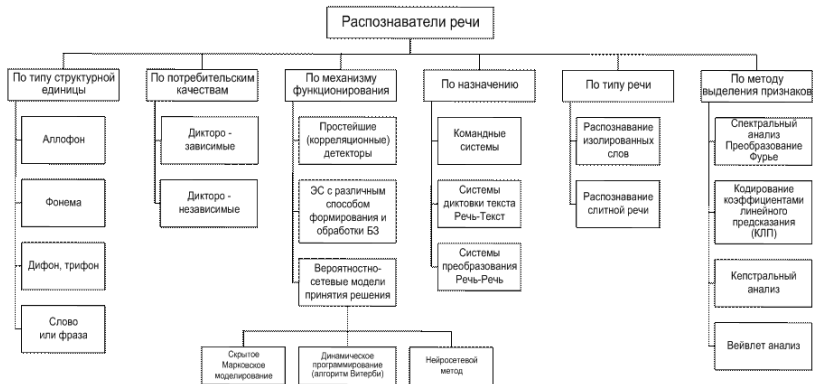 Распознаватели речи
По типу структурной
единицы
Аллофон
Фонема
Дифон, трифон
Слово
или фраза
По потребительским
качествам
Дикторо -
зависимые
Дикторо -
независимые
По механизму
функционирования
Простейшие
(корреляционные)
детекторы
ЭС с различным
способом
формирования и
обработки БЗ
Вероятностно-
сетевые модели
принятия решения
Скрытое
Марковское
моделирование
Динамическое
программирование
(алгоритм Витерби)
Нейросетевой
метод
По назначению
Командные
системы
Системы
диктовки текста
Речь-Текст
Системы
преобразования
Речь-Речь
По типу речи
Распознавание
изолированных
слов
Распознавание
слитной речи
По методу
выделения признаков
Спектральный
анализ
Преобразование
Фурье
Кодирование
коэффициентами
линейного
предсказания
(КЛП)
Кепстральный
анализ
Вейвлет анализ